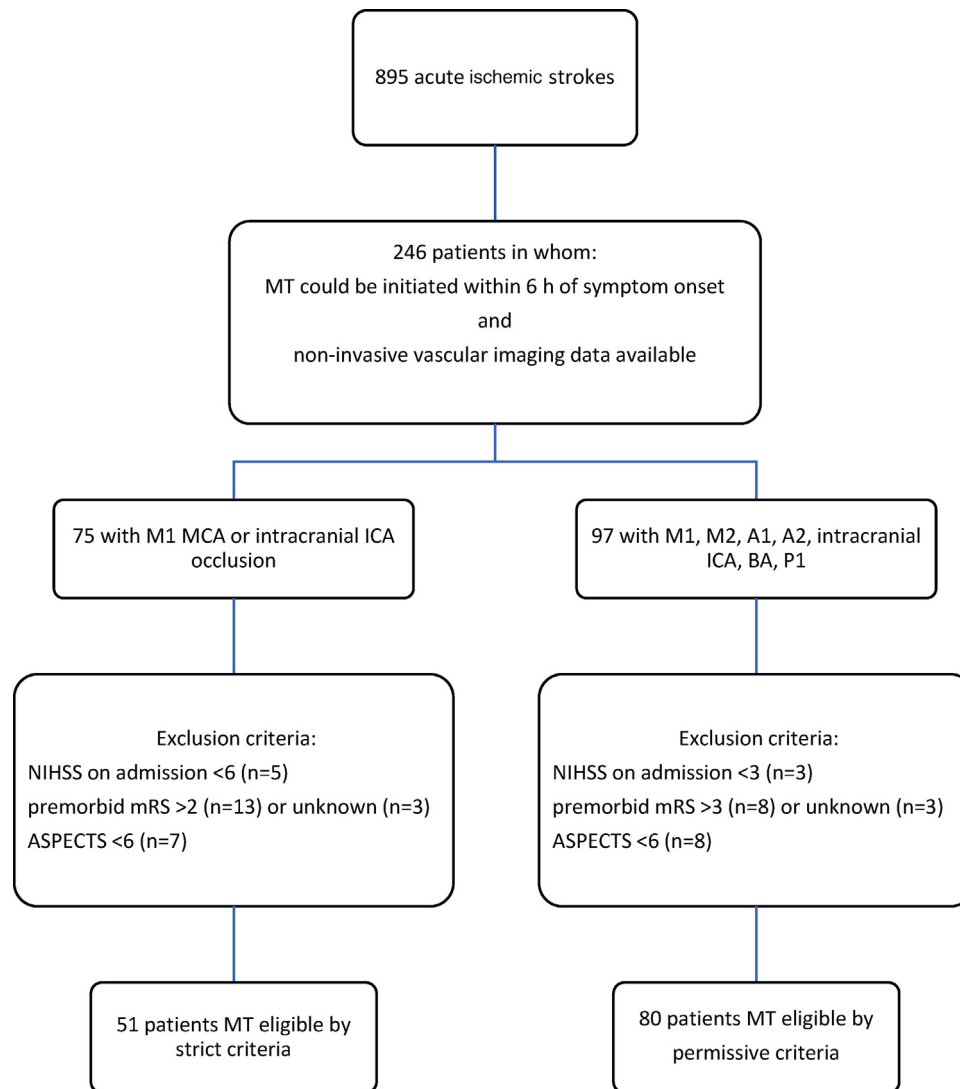 895 acute ischemic strokes
246 patients in whom:
MT could be initiated within 6 h of symptom onset
and
non-invasive vascular imaging data available
75 with M1 MCA or intracranial ICA
occlusion
97 with M1, M2, A1, A2, intracranial
ICA, BA, P1
Exclusion criteria:
NIHSS on admission <6 (n=5)
premorbid mRS >2 (n=13) or unknown (n=3)
ASPECTS <6 (n=7)
Exclusion criteria:
NIHSS on admission <3 (n=3)
premorbid mRS >3 (n=8) or unknown (n=3)
ASPECTS <6 (n=8)
51 patients MT eligible by
strict criteria
80 patients MT eligible by
permissive criteria